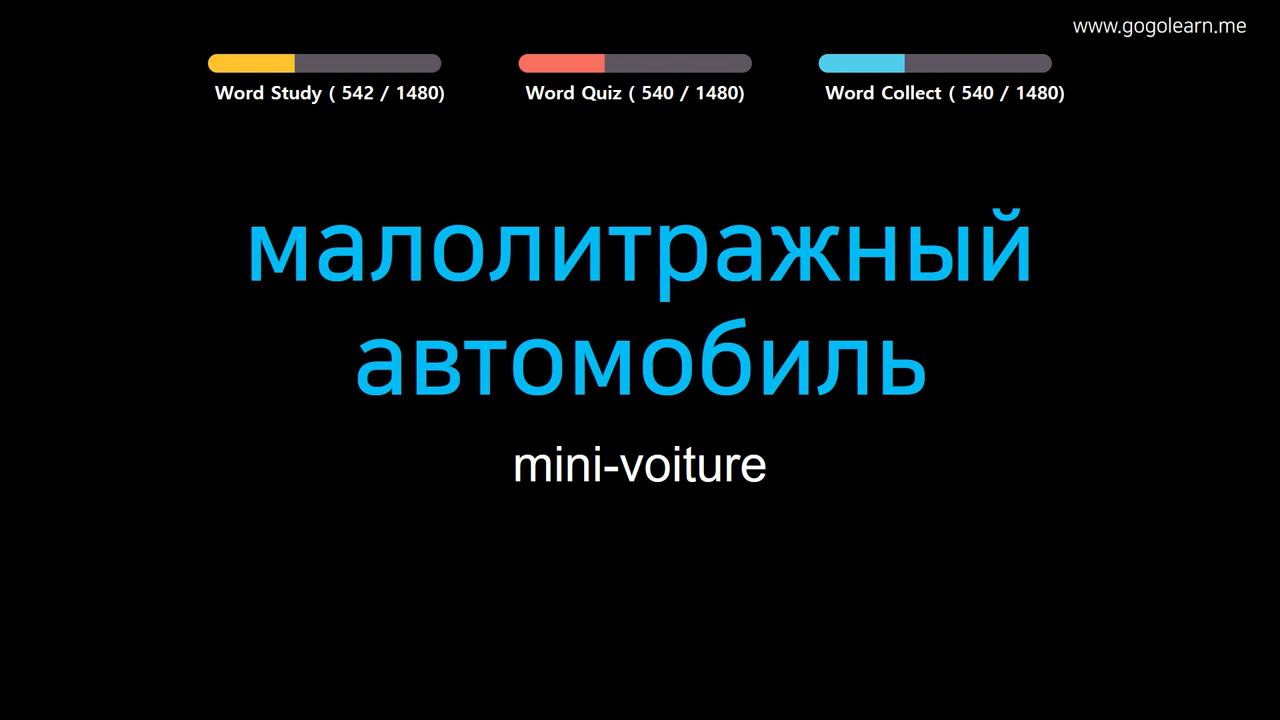 www.gogolearn.me
Word Study ( 542 / 1480)
Word Quiz ( 540 / 1480)
Word Collect ( 540 / 1480)
малолитражный
автомобиль
mini-voiture